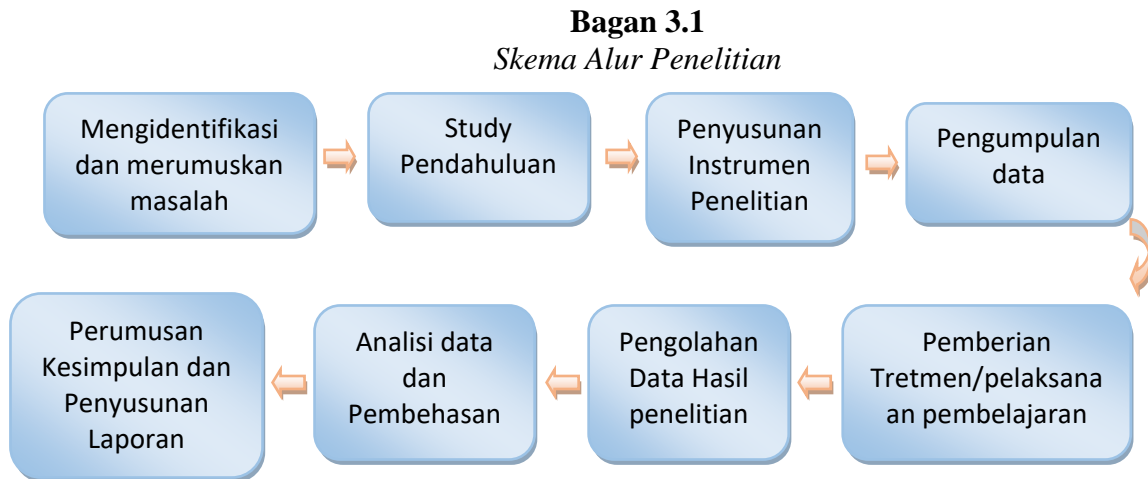 Bagan 3.1
Skema Alur Penelitian
Mengidentifikasi
dan merumuskan
masalah
Study
Pendahuluan
Penyusunan
Instrumen
Penelitian
Pengumpulan
data
Pemberian
Tretmen/pelaksana
an pembelajaran
Pengolahan
Data Hasil
penelitian
Analisi data
dan
Pembehasan
Perumusan
Kesimpulan dan
Penyusunan
Laporan